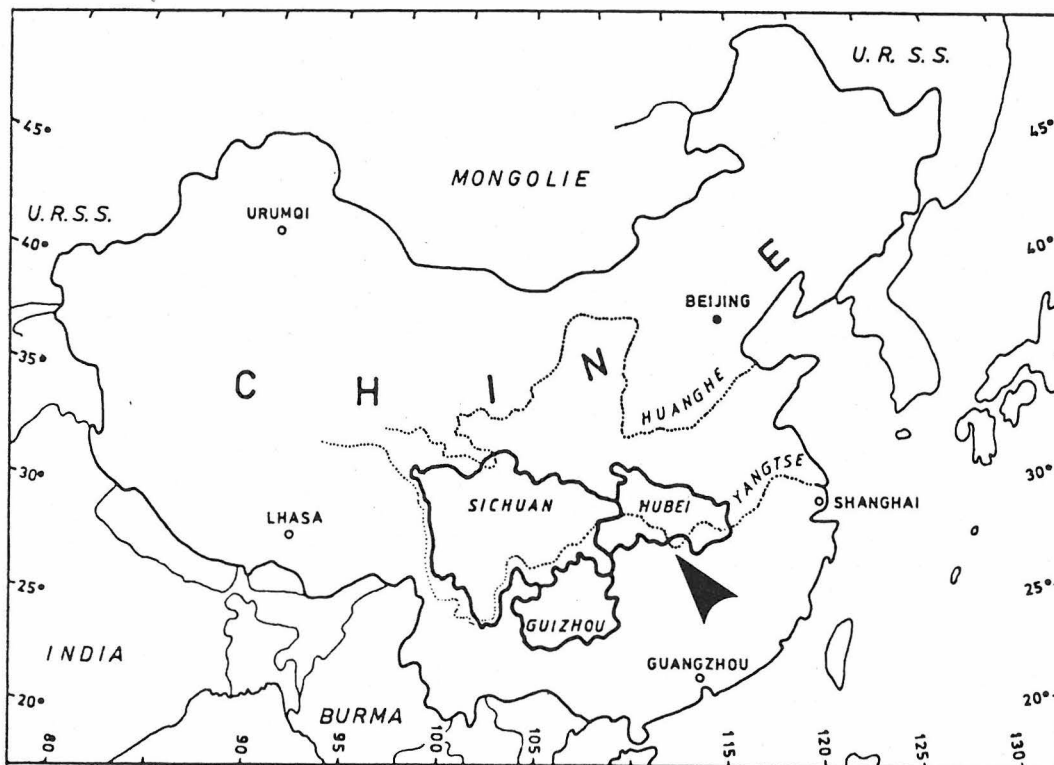 U. R. S. S.
45°
45°
MONGOLIE
U.R.S.S.
URUMQI
40°
40°
E
BEIJING
35°
35°
C H I N
HUANGHE
30°
30°
YANGTSE
SICHUAN
HUBEI
SHANGHAI
LHASA
25°
25°
GUIZHOU
INDIA
GUANGZHOU
20°
20°
BURMA
80
90
95
100
105
115
120
125
130